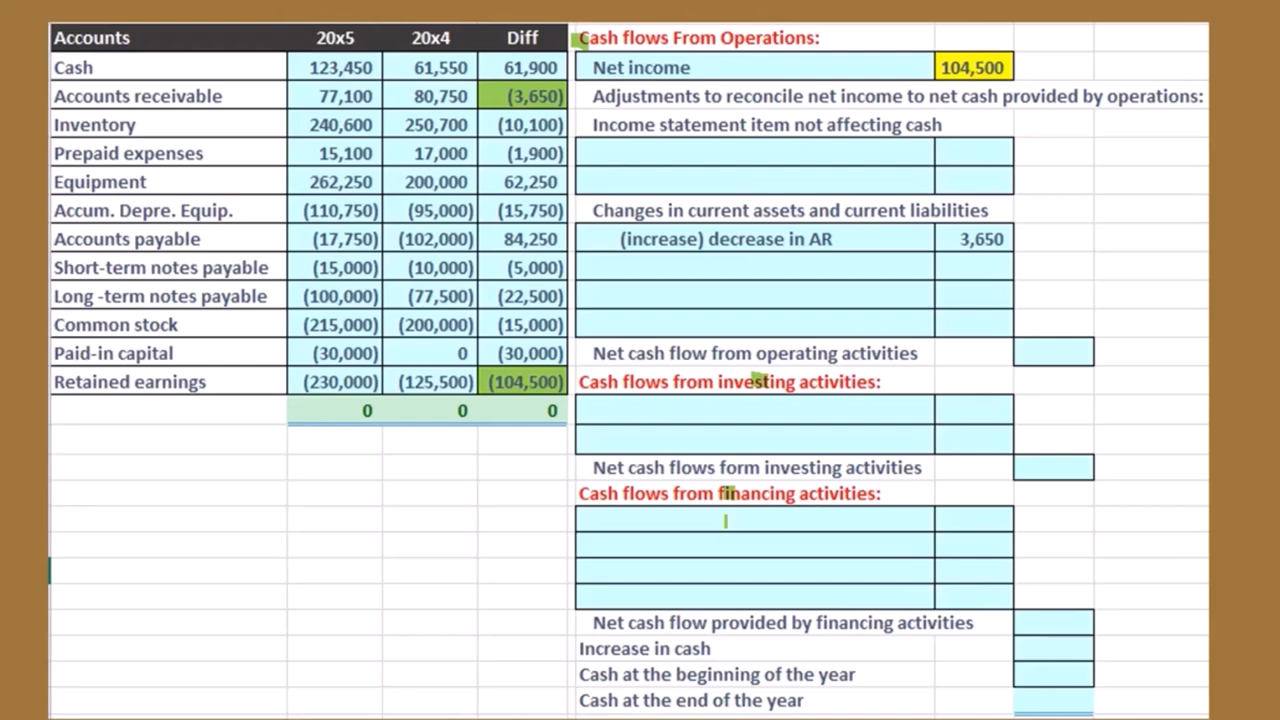 Accounts 20x5 20x4 Diff
Cash 123,450 61,550 61,900
Accounts receivable 77,100 80,750 (3,650)
Inventory 240,600 250,700 (10,100)
Prepaid expenses 15,100 17,000 (1,900)
Equipment 262,250 200,000 62,250
Accum. Depre. Equip. (110,750) (95,000) (15,750)
Accounts payable (17,750) (102,000) 84,250
Short-term notes payable (15,000) (10,000) (5,000)
Long -term notes payable (100,000) (77,500) (22,500)
Common stock (215,000) (200,000) (15,000)
Paid-in capital (30,000) 0 (30,000)
Retained earnings (230,000) (125,500) (104,500)
0 0 0
Cash flows From Operations:
Net income 104,500
Adjustments to reconcile net income to net cash provided by operations:
Income statement item not affecting cash
Changes in current assets and current liabilities
(increase) decrease in AR 3,650
Net cash flow from operating activities
Cash flows from investing activities:
Net cash flows form investing activities
Cash flows from financing activities:
Net cash flow provided by financing activities
Increase in cash
Cash at the beginning of the year
Cash at the end of the year